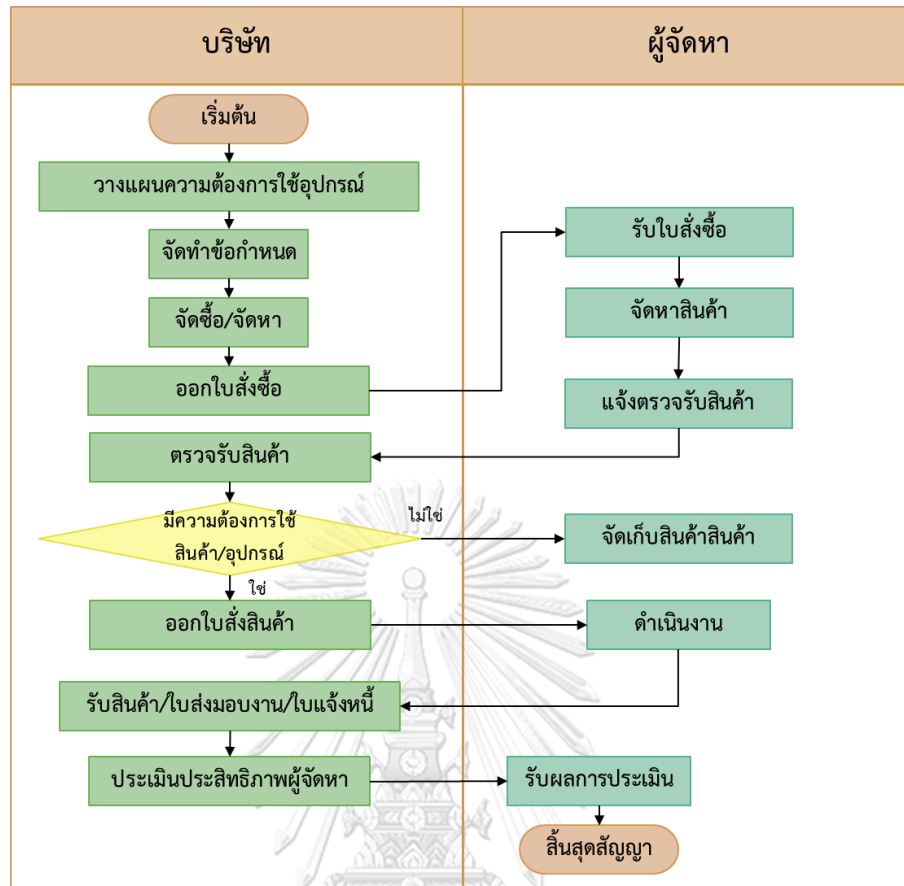 บริษัท
ผู้จัดหา
เริ่มต้น
วางแผนความต้องการใช้อุปกรณ์
จัดทำข้อกำหนด
จัดซื้อ/จัดหา
ออกใบสั่งซื้อ
รับใบสั่งซื้อ
จัดหาสินค้า
แจ้งตรวจรับสินค้า
ตรวจรับสินค้า
มีความต้องการใช้
สินค้า/อุปกรณ์
ไม่ใช่
จัดเก็บสินค้าสินค้า
ใช่
ออกใบสั่งสินค้า
ดำเนินงาน
รับสินค้า/ใบส่งมอบงาน/ใบแจ้งหนี้
ประเมินประสิทธิภาพผู้จัดหา
รับผลการประเมิน
สิ้นสุดสัญญา